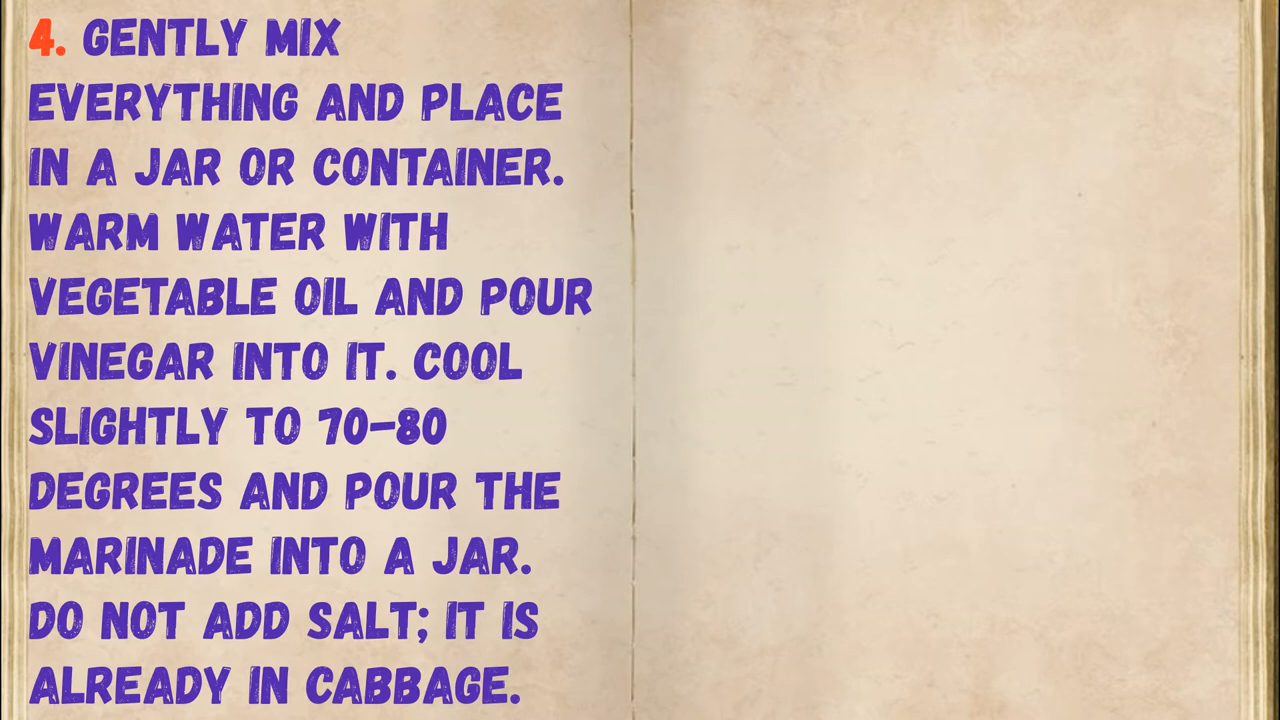 4. GENTLY MIX
EVERYTHING AND PLACE
IN A JAR OR CONTAINER.
WARM WATER WITH
VEGETABLE OIL AND POUR
VINEGAR INTO IT. COOL
SLIGHTLY TO 70–80
DEGREES AND POUR THE
MARINADE INTO A JAR.
DO NOT ADD SALT; IT IS
ALREADY IN CABBAGE.